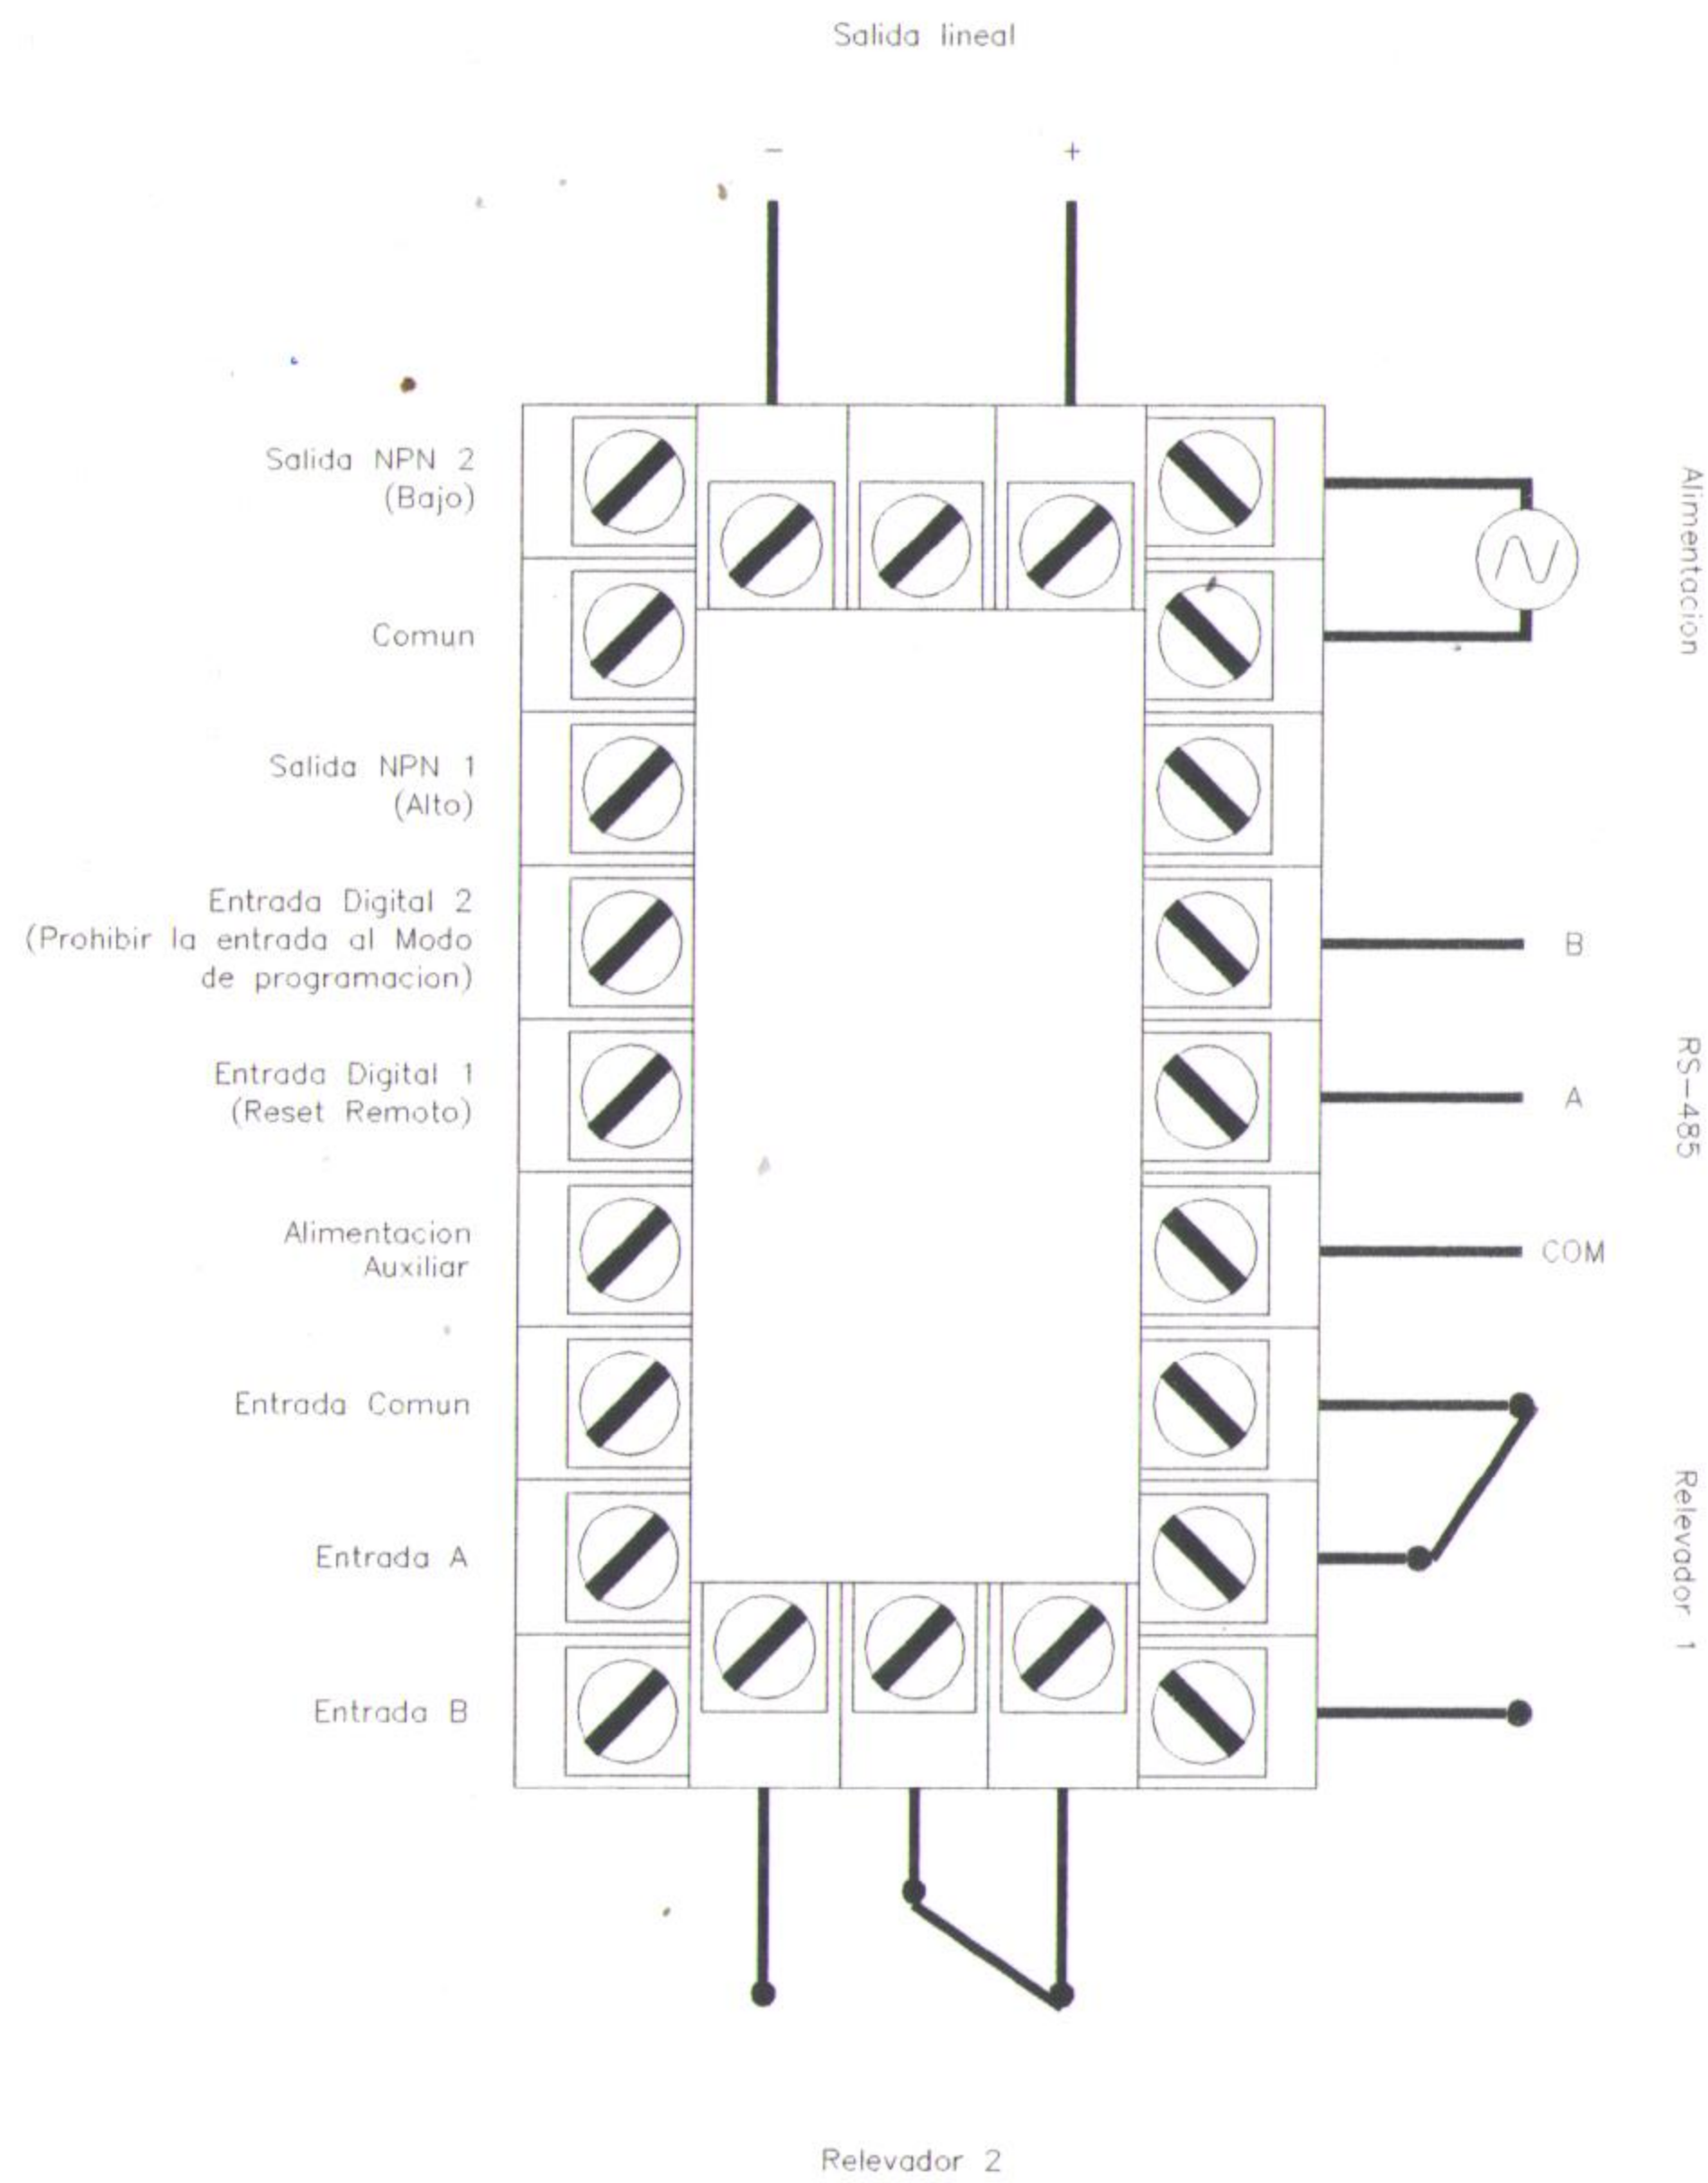 Salida lineal
− +
Salida NPN 2
(Bajo)
Comun
Salida NPN 1
(Alto)
Entrada Digital 2
(Prohibir la entrada al Modo
de programacion)
Entrada Digital 1
(Reset Remoto)
Alimentacion
Auxiliar
Entrada Comun
Entrada A
Entrada B
Alimentacion
B
A
COM
RS−485
Relevador 1
Relevador 2